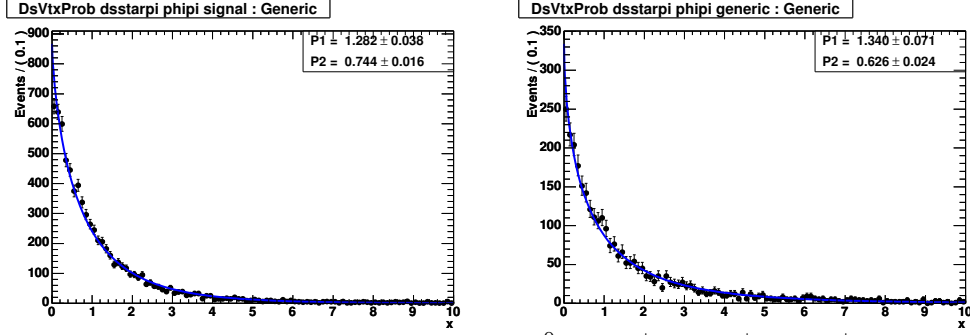 DsVtxProb dsstarpi phipi signal : Generic
P1 = 1.282 ± 0.038
P2 = 0.744 ± 0.016
Events / ( 0.1 )
900
800
700
600
500
400
300
200
100
0
0 1 2 3 4 5 6 7 8 9 10
x
DsVtxProb dsstarpi phipi generic : Generic
P1 = 1.340 ± 0.071
P2 = 0.626 ± 0.024
Events / ( 0.1 )
350
300
250
200
150
100
50
0
0 1 2 3 4 5 6 7 8 9 10
x